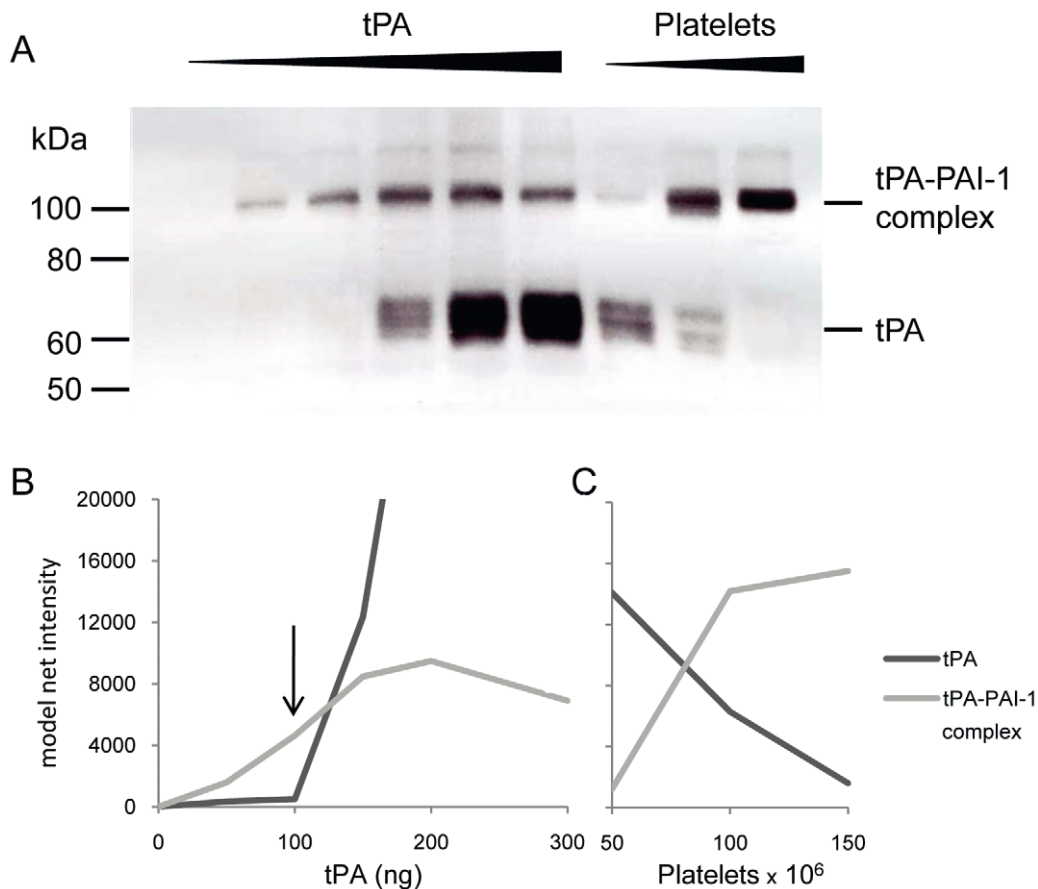 A
tPA
Platelets
kDa
100
80
60
50
tPA-PAI-1
complex
tPA
B
20000
16000
12000
8000
4000
0
model net intensity
0
100
200
300
tPA (ng)
C
50
100
150
Platelets x 10⁶
tPA
tPA-PAI-1
complex